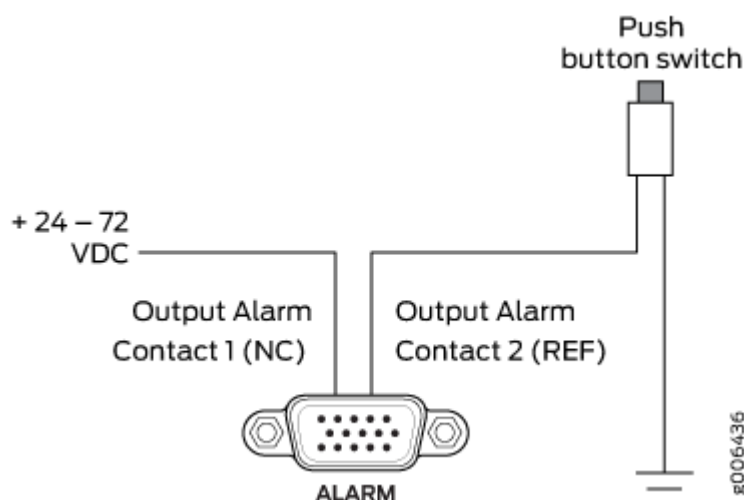 Push
button switch
+ 24 – 72
VDC
Output Alarm
Contact 1 (NC)
Output Alarm
Contact 2 (REF)
ALARM
g006436